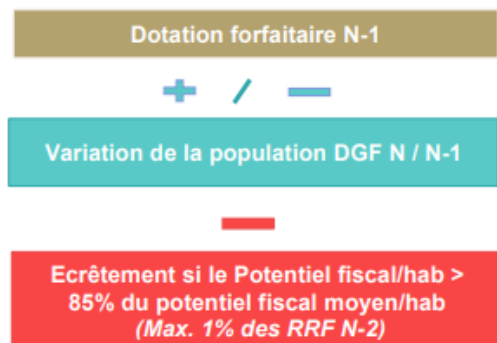 Dotation forfaitaire N-1
+ / −
Variation de la population DGF N / N-1
−
Ecrêtement si le Potentiel fiscal/hab >
85% du potentiel fiscal moyen/hab
(Max. 1% des RRF N-2)